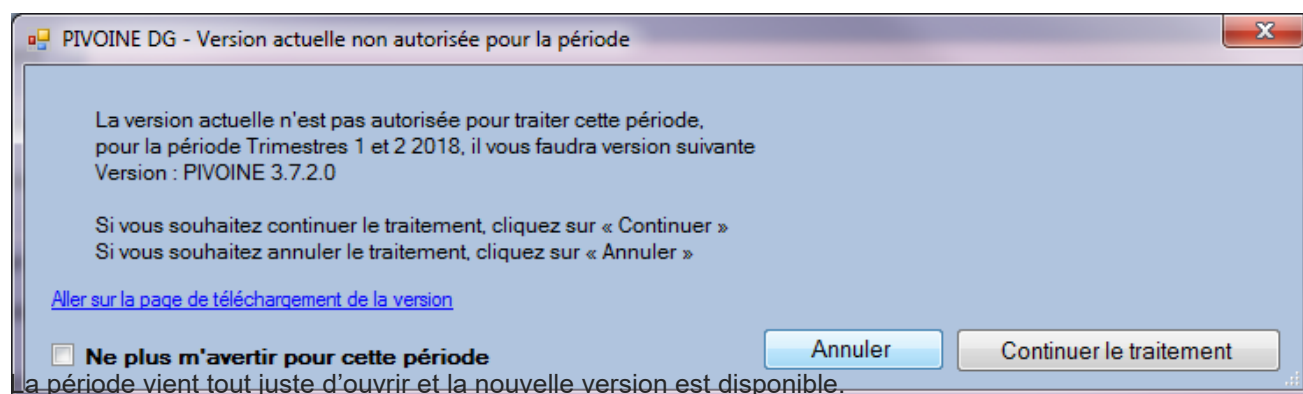 PIVOINE DG - Version actuelle non autorisée pour la période
La version actuelle n'est pas autorisée pour traiter cette période,
pour la période Trimestres 1 et 2 2018, il vous faudra version suivante
Version : PIVOINE 3.7.2.0
Si vous souhaitez continuer le traitement, cliquez sur « Continuer »
Si vous souhaitez annuler le traitement, cliquez sur « Annuler »
Aller sur la page de téléchargement de la version
Ne plus m'avertir pour cette période
Annuler
Continuer le traitement
La période vient tout juste d’ouvrir et la nouvelle version est disponible.